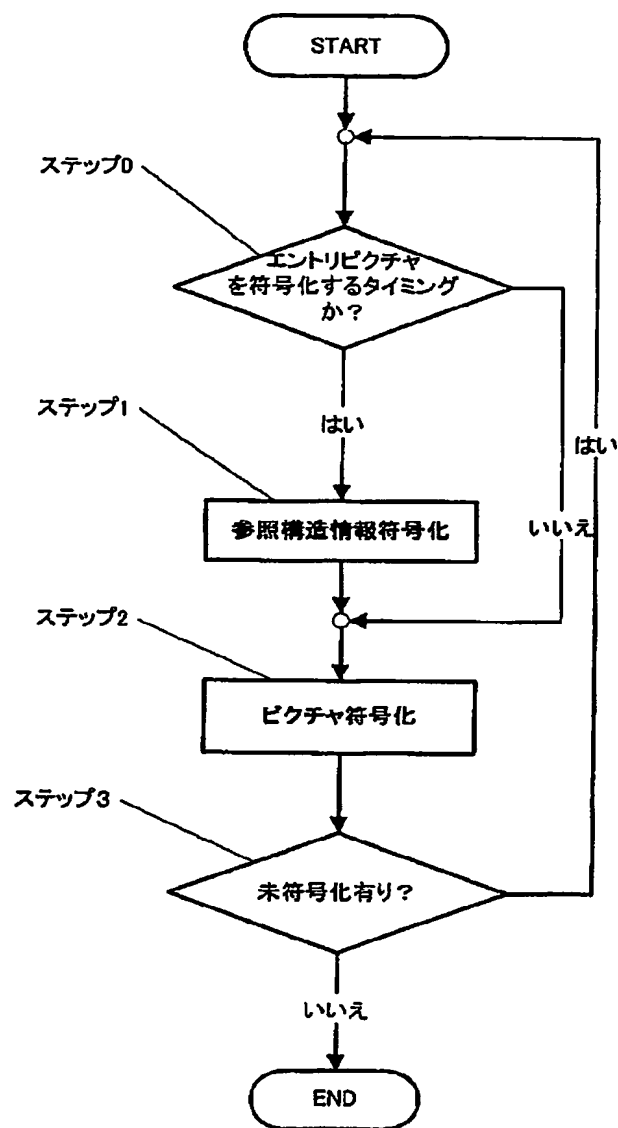 START
ステップ0
エントリピクチャ
を符号化するタイミング
か?
ステップ1
はい
はい
参照構造情報符号化
いいえ
ステップ2
ピクチャ符号化
ステップ3
未符号化有り?
いいえ
END